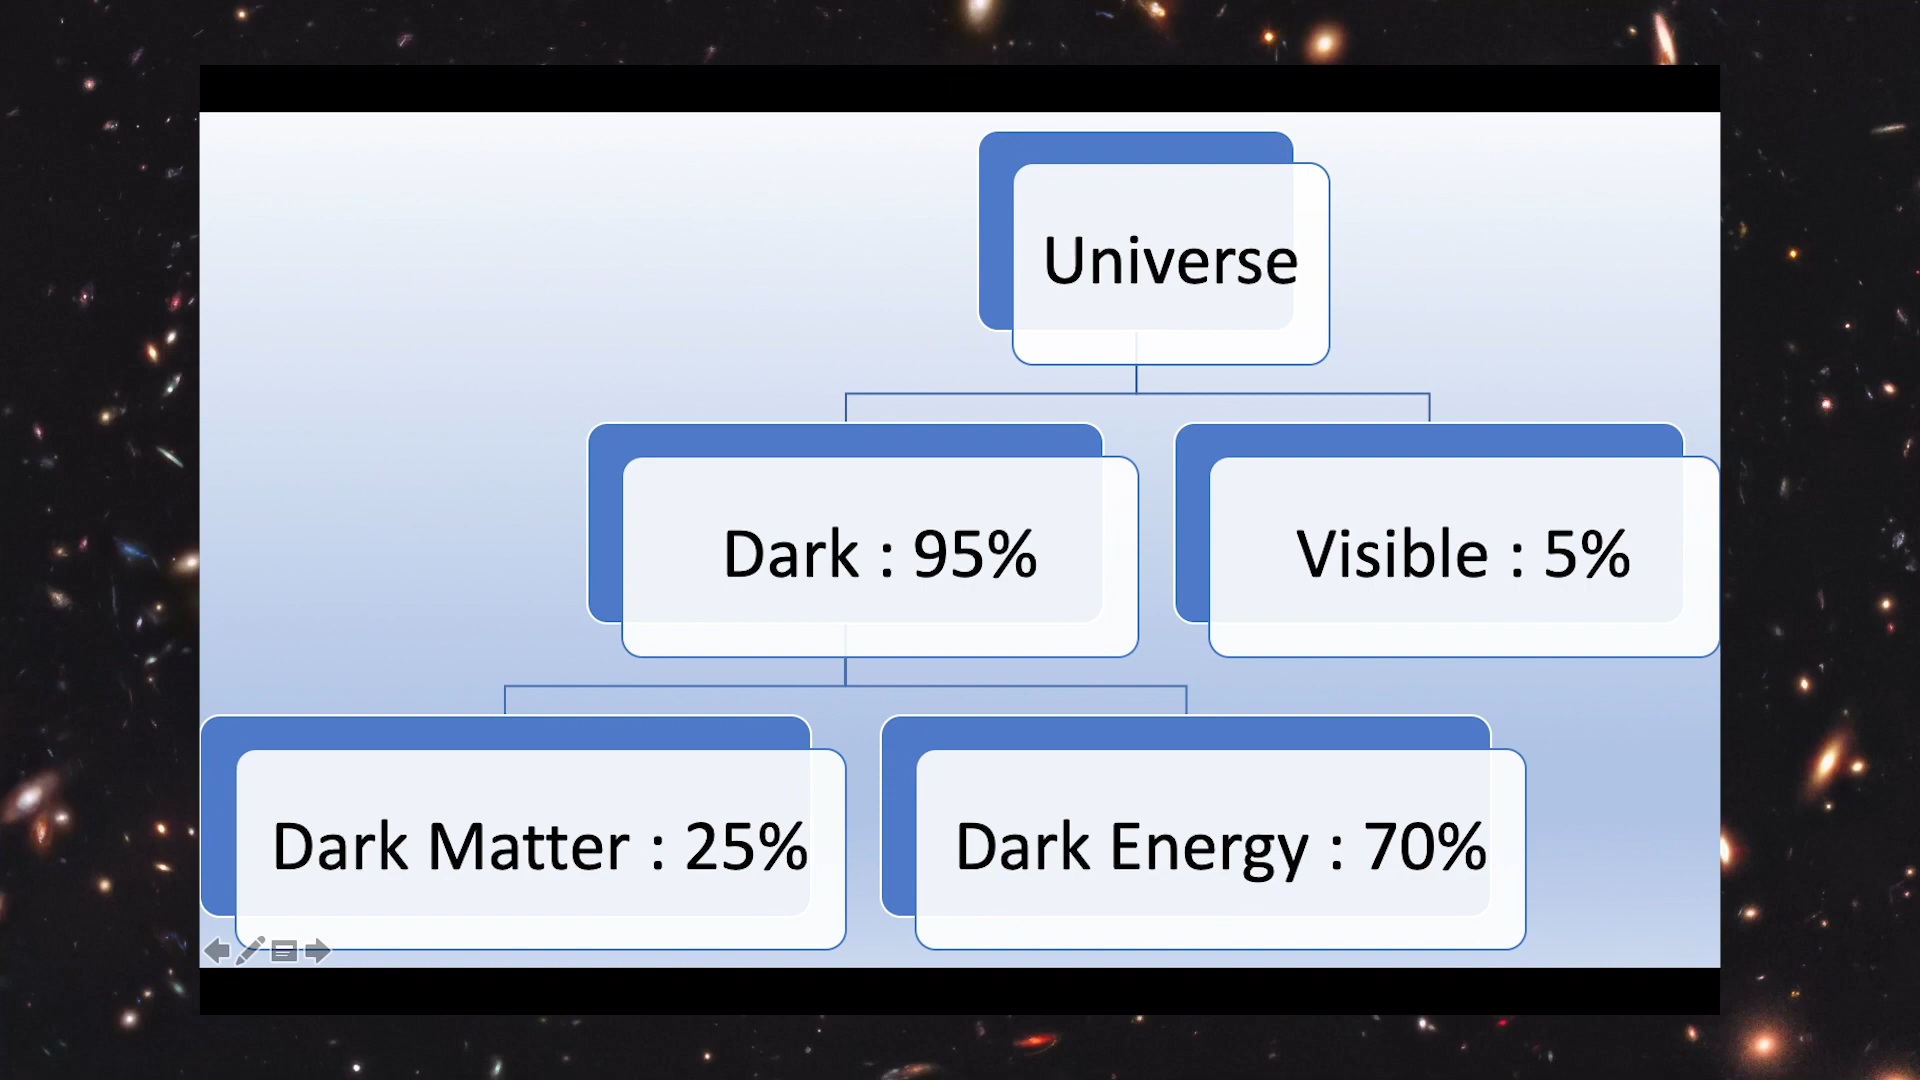 Universe
Dark : 95%
Visible : 5%
Dark Matter : 25%
Dark Energy : 70%